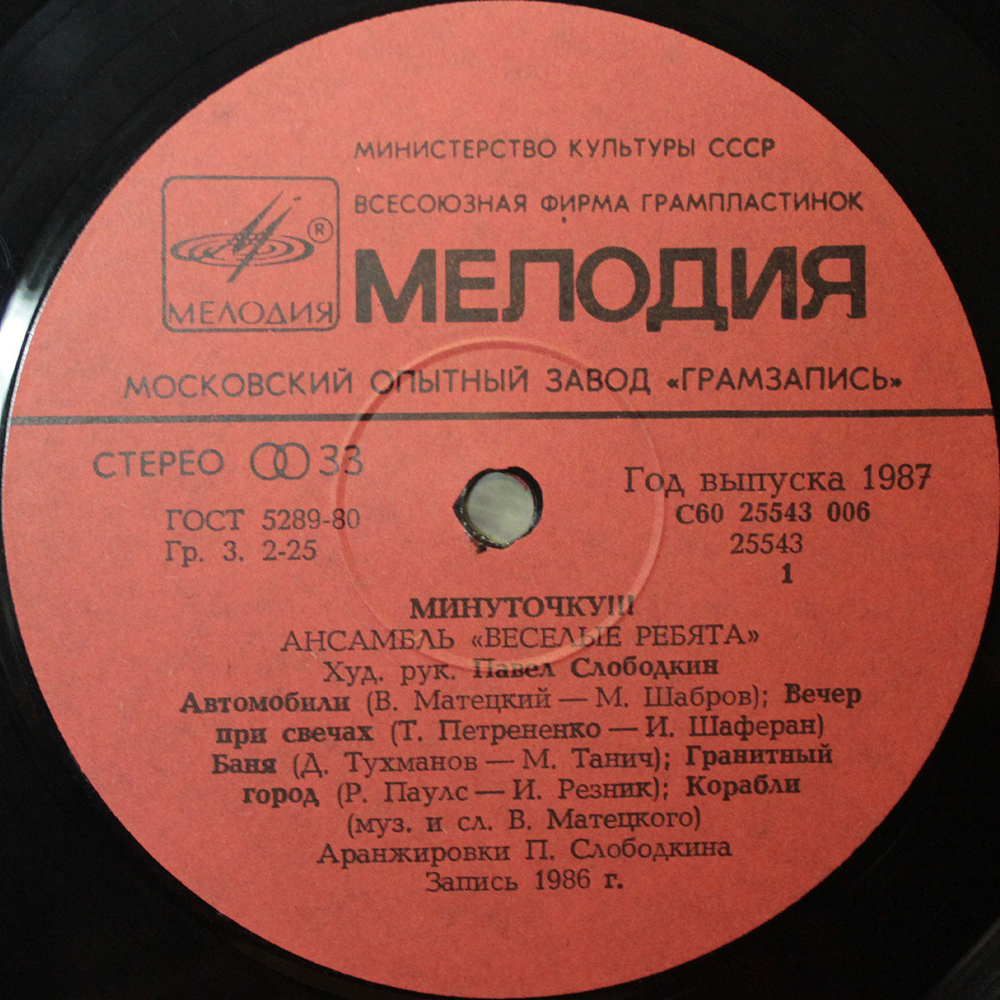 МИНИСТЕРСТВО КУЛЬТУРЫ СССР
ВСЕСОЮЗНАЯ ФИРМА ГРАМПЛАСТИНОК
®
МЕЛОДИЯ
МЕЛОДИЯ
МОСКОВСКИЙ ОПЫТНЫЙ ЗАВОД «ГРАМЗАПИСЬ»
СТЕРЕО 33
Год выпуска 1987
ГОСТ 5289-80
С60 25543 006
Гр. 3. 2-25
25543
1
МИНУТОЧКУ!!!
АНСАМБЛЬ «ВЕСЕЛЫЕ РЕБЯТА»
Худ. рук. Павел Слободкин
Автомобили (В. Матецкий — М. Шабров); Вечер
при свечах (Т. Петрененко — И. Шаферан)
Баня (Д. Тухманов — М. Танич); Гранитный
город (Р. Паулс — И. Резник); Корабли
(муз. и сл. В. Матецкого)
Аранжировки П. Слободкина
Запись 1986 г.